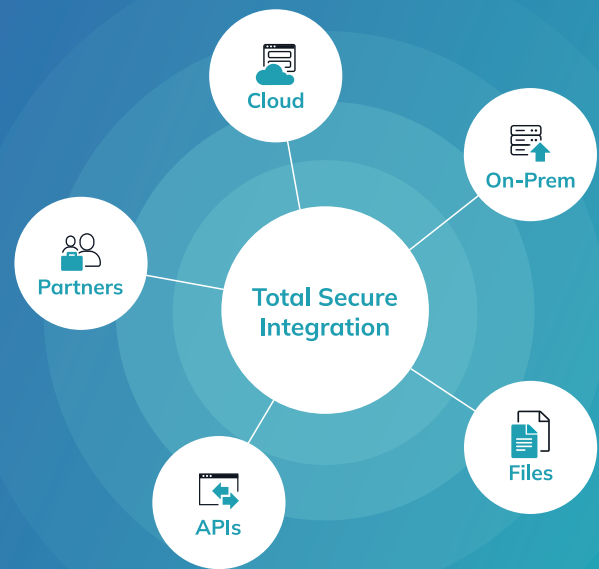 Cloud
On-Prem
Partners
Total Secure
Integration
Files
APIs